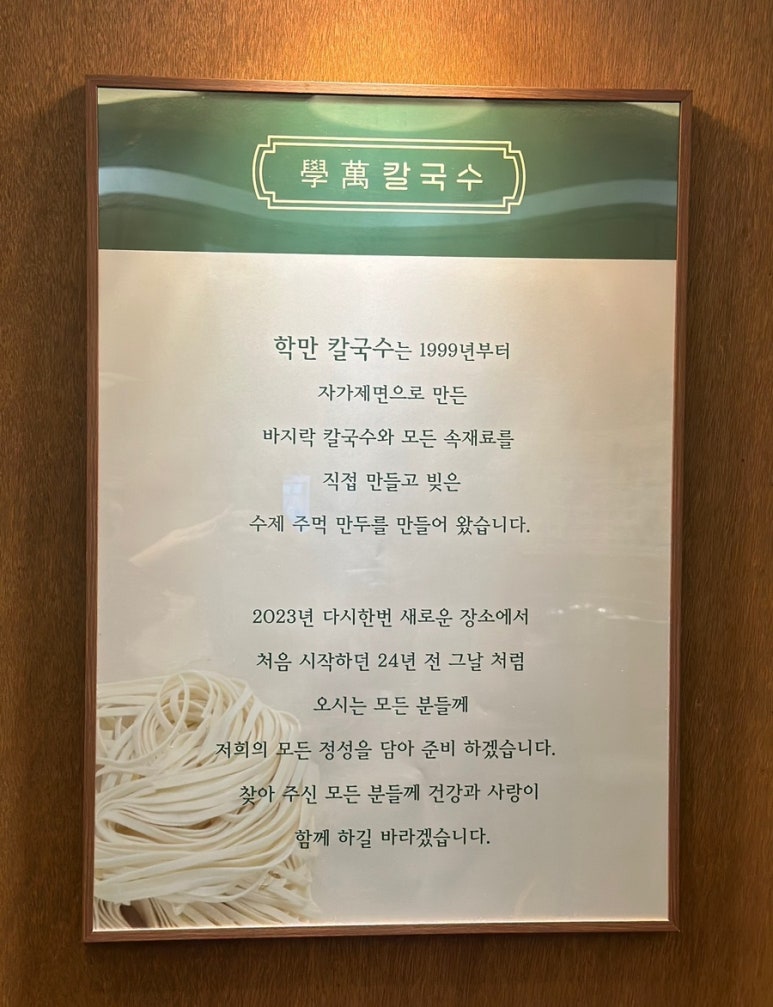 學萬칼국수
학만 칼국수는 1999년부터
자가제면으로 만든
바지락 칼국수와 모든 속재료를
직접 만들고 빚은
수제 주먹 만두를 만들어 왔습니다.
2023년 다시한번 새로운 장소에서
처음 시작하던 24년 전 그날 처럼
오시는 모든 분들께
저희의 모든 정성을 담아 준비 하겠습니다.
찾아 주신 모든 분들께 건강과 사랑이
함께 하길 바라겠습니다.